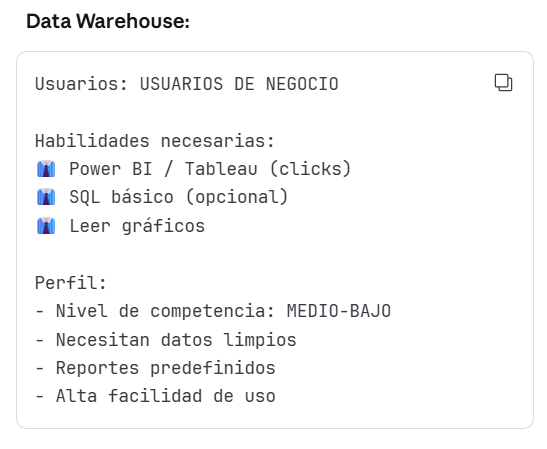 Data Warehouse:
Usuarios: USUARIOS DE NEGOCIO
Habilidades necesarias:
👔 Power BI / Tableau (clicks)
👔 SQL básico (opcional)
👔 Leer gráficos
Perfil:
- Nivel de competencia: MEDIO-BAJO
- Necesitan datos limpios
- Reportes predefinidos
- Alta facilidad de uso